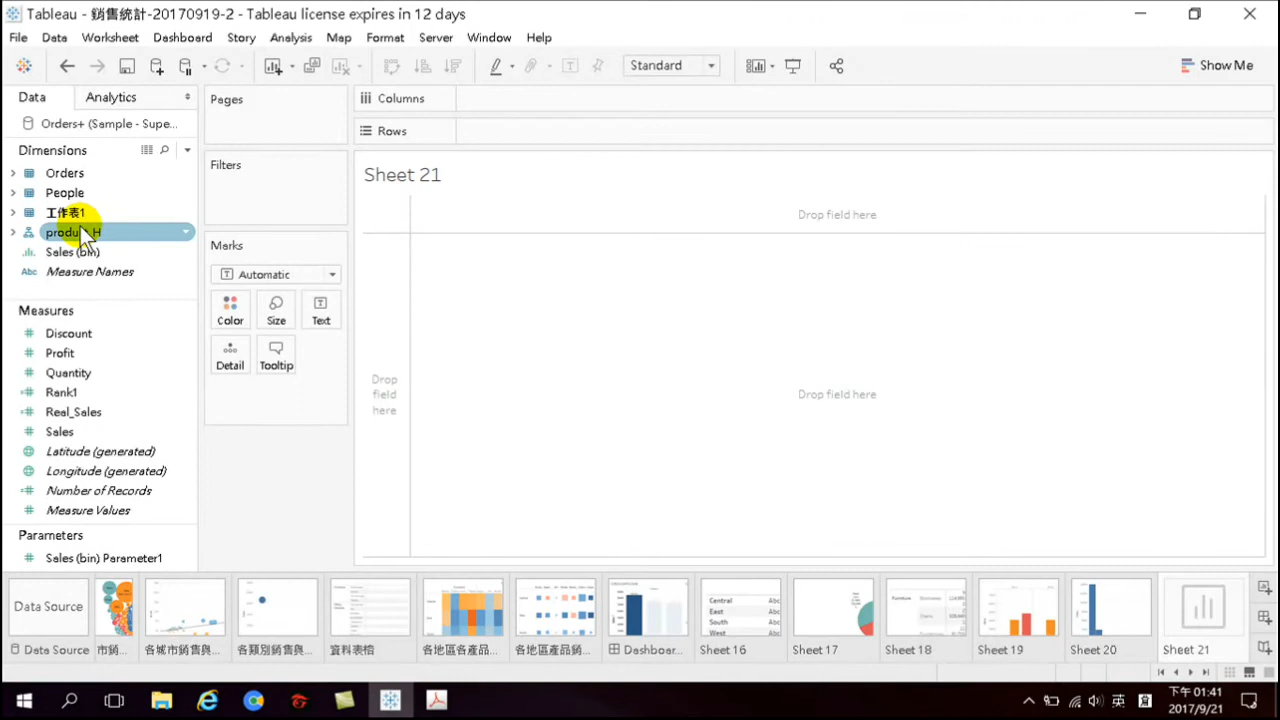 Tableau - 銷售統計-20170919-2 - Tableau license expires in 12 days
File Data Worksheet Dashboard Story Analysis Map Format Server Window Help
Standard
Show Me
Data Analytics
Orders+ (Sample - Supe...
Dimensions
Orders
People
工作表1
Sales (bin)
Abc Measure Names
Measures
Discount
Profit
Quantity
Rank1
Real_Sales
Sales
Latitude (generated)
Longitude (generated)
Number of Records
Measure Values
Parameters
Sales (bin) Parameter1
Pages
Filters
Marks
Automatic
Color Size Text
Detail Tooltip
Columns
Rows
Sheet 21
Drop field here
Drop
field
here
Drop field here
Data Source
Central Abc
East Abc
South Abc
West Abc
Furniture
Data Source 市銷... 各城市銷售與... 各類別銷售與... 資料表格 各地區各產品... 各地區產品銷... Dashboar... Sheet 16 Sheet 17 Sheet 18 Sheet 19 Sheet 20 Sheet 21
英
下午 01:41
2017/9/21